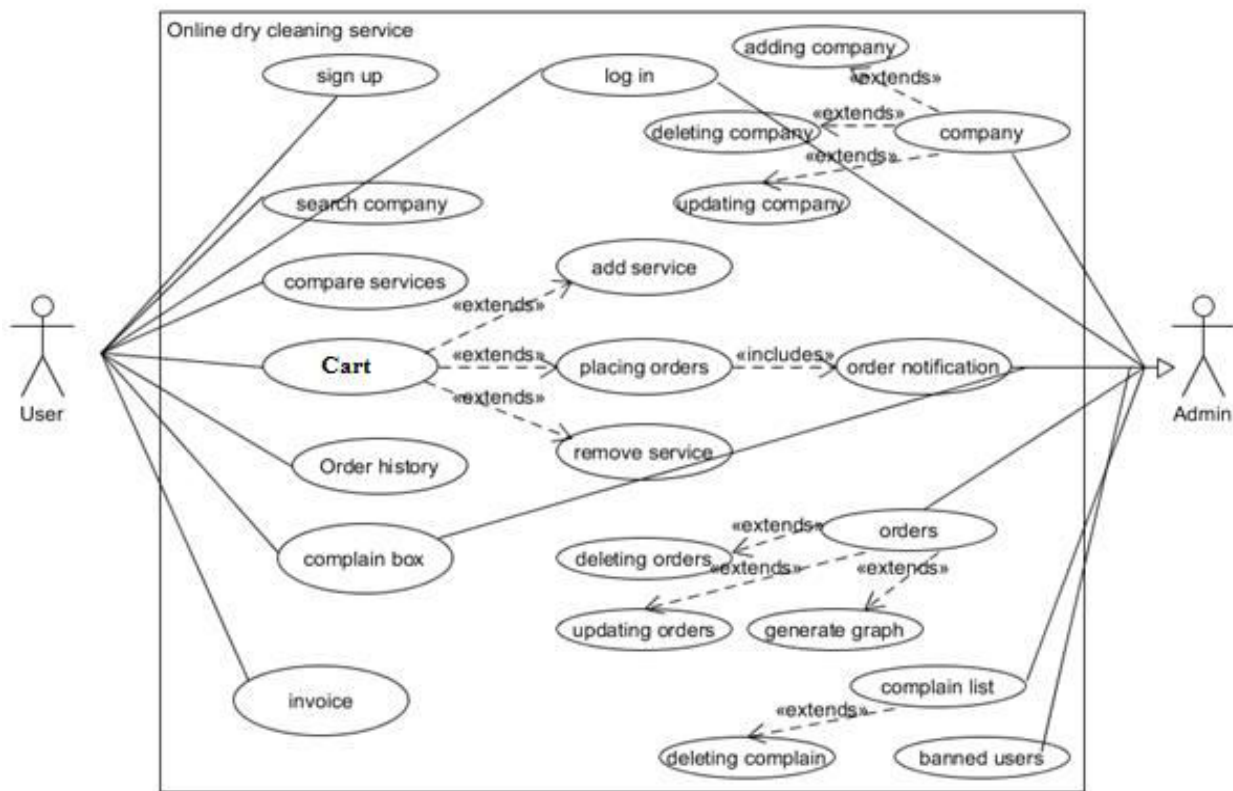 Online dry cleaning service
sign up
log in
adding company
«extends»
deleting company
«extends»
company
«extends»
search company
updating company
compare services
add service
«extends»
User
Cart
«extends»
placing orders
«includes»
order notification
Admin
«extends»
Order history
remove service
complain box
deleting orders
«extends»
orders
«extends»
«extends»
updating orders
generate graph
invoice
complain list
«extends»
deleting complain
banned users